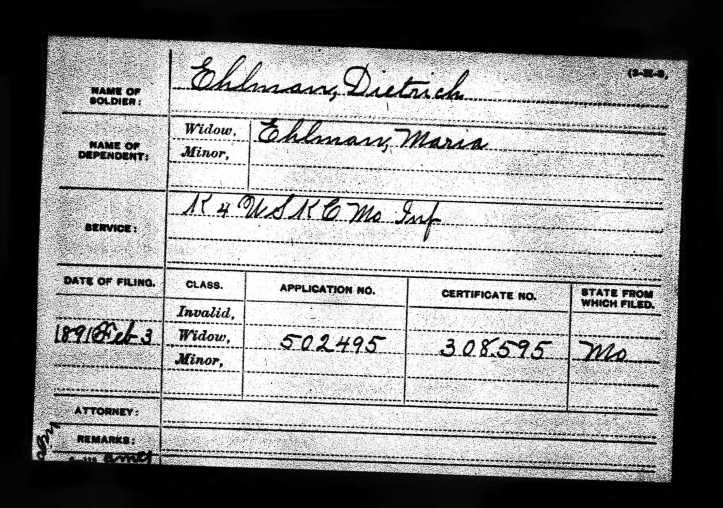 (3-M-3)
NAME OF SOLDIER: Ehlman, Dietrich
NAME OF DEPENDENT: Widow, Ehlman, Maria
Minor,
SERVICE: K 4 U S R C Mo Inf
DATE OF FILING. CLASS. APPLICATION NO. CERTIFICATE NO. STATE FROM WHICH FILED.
Invalid,
1891 Feb 3 Widow, 502495 308595 Mo
Minor,
ATTORNEY:
REMARKS: